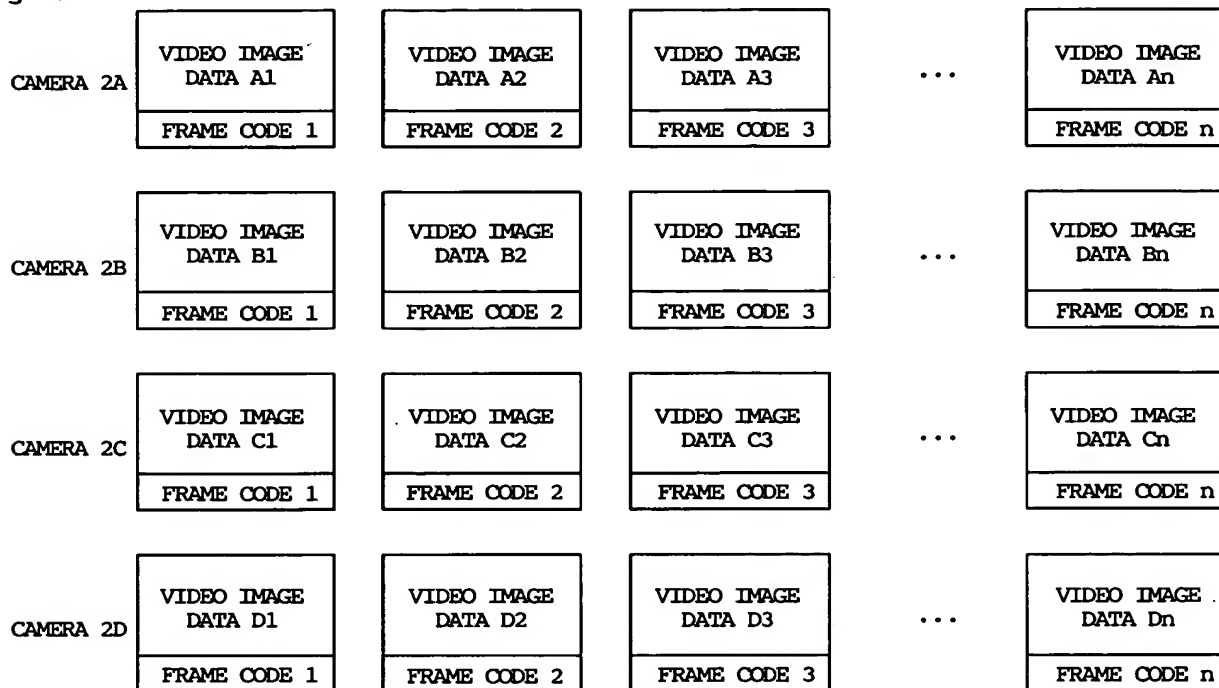 VIDEO IMAGE VIDEO IMAGE VIDEO IMAGE VIDEO IMAGE
CAMERA 2A DATA A1 DATA A2 DATA A3 ... DATA An
FRAME CODE 1 FRAME CODE 2 FRAME CODE 3 FRAME CODE n
VIDEO IMAGE VIDEO IMAGE VIDEO IMAGE VIDEO IMAGE
CAMERA 2B DATA B1 DATA B2 DATA B3 ... DATA Bn
FRAME CODE 1 FRAME CODE 2 FRAME CODE 3 FRAME CODE n
VIDEO IMAGE VIDEO IMAGE VIDEO IMAGE VIDEO IMAGE
CAMERA 2C DATA C1 DATA C2 DATA C3 ... DATA Cn
FRAME CODE 1 FRAME CODE 2 FRAME CODE 3 FRAME CODE n
VIDEO IMAGE VIDEO IMAGE VIDEO IMAGE VIDEO IMAGE
CAMERA 2D DATA D1 DATA D2 DATA D3 ... DATA Dn
FRAME CODE 1 FRAME CODE 2 FRAME CODE 3 FRAME CODE n